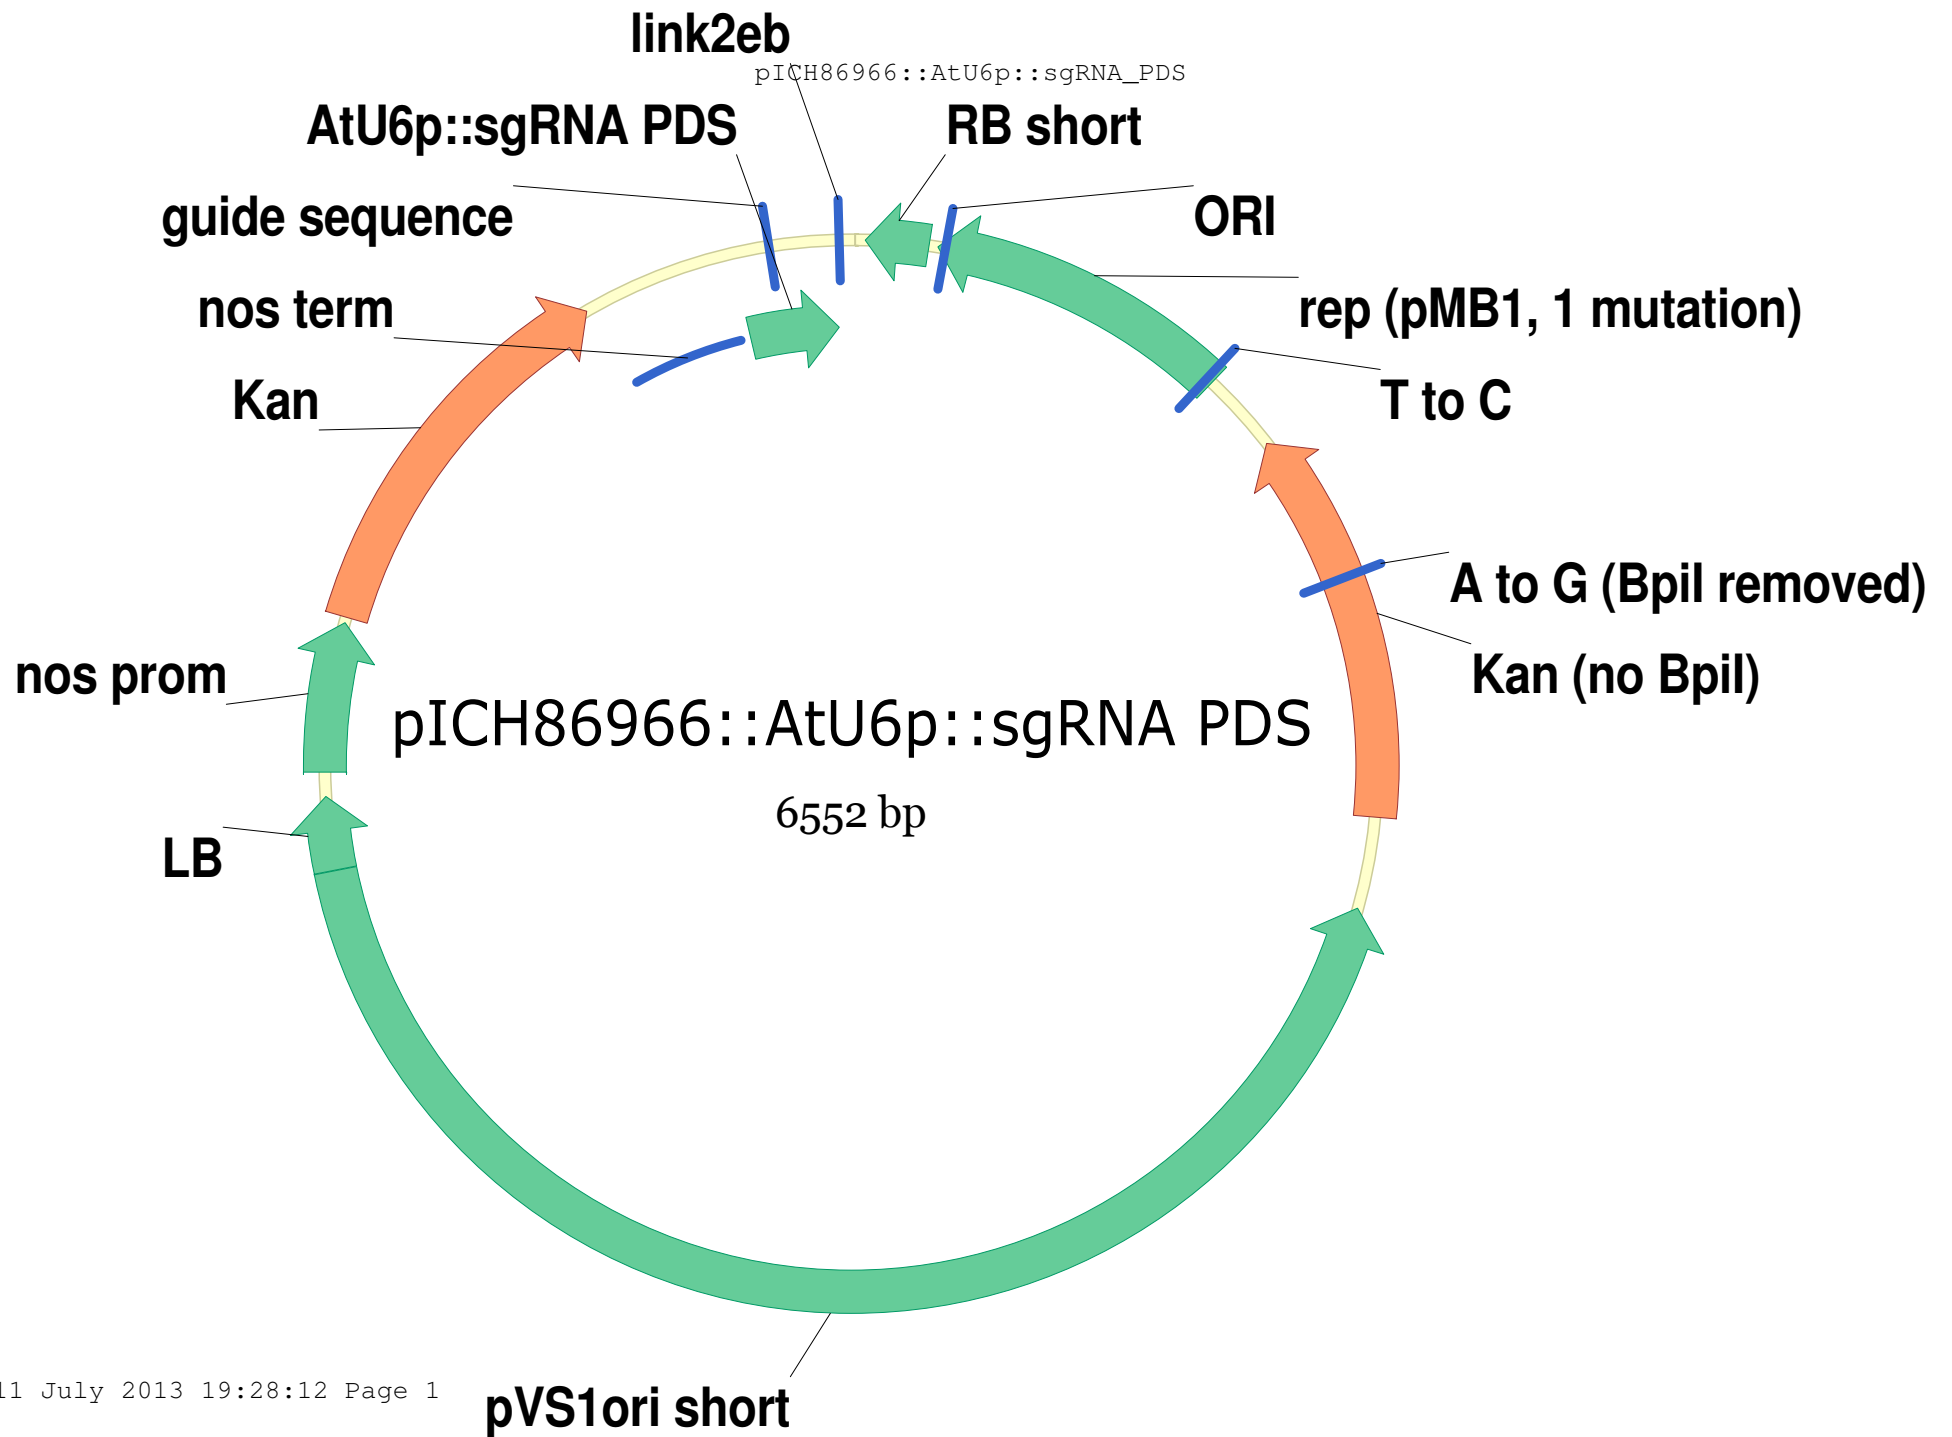 link2eb
pICH86966::AtU6p::sgRNA_PDS
AtU6p::sgRNA PDS
RB short
guide sequence
ORI
nos term
rep (pMB1, 1 mutation)
Kan
T to C
A to G (BpiI removed)
nos prom
Kan (no BpiI)
pICH86966::AtU6p::sgRNA PDS
6552 bp
LB
11 July 2013 19:28:12 Page 1
pVS1ori short